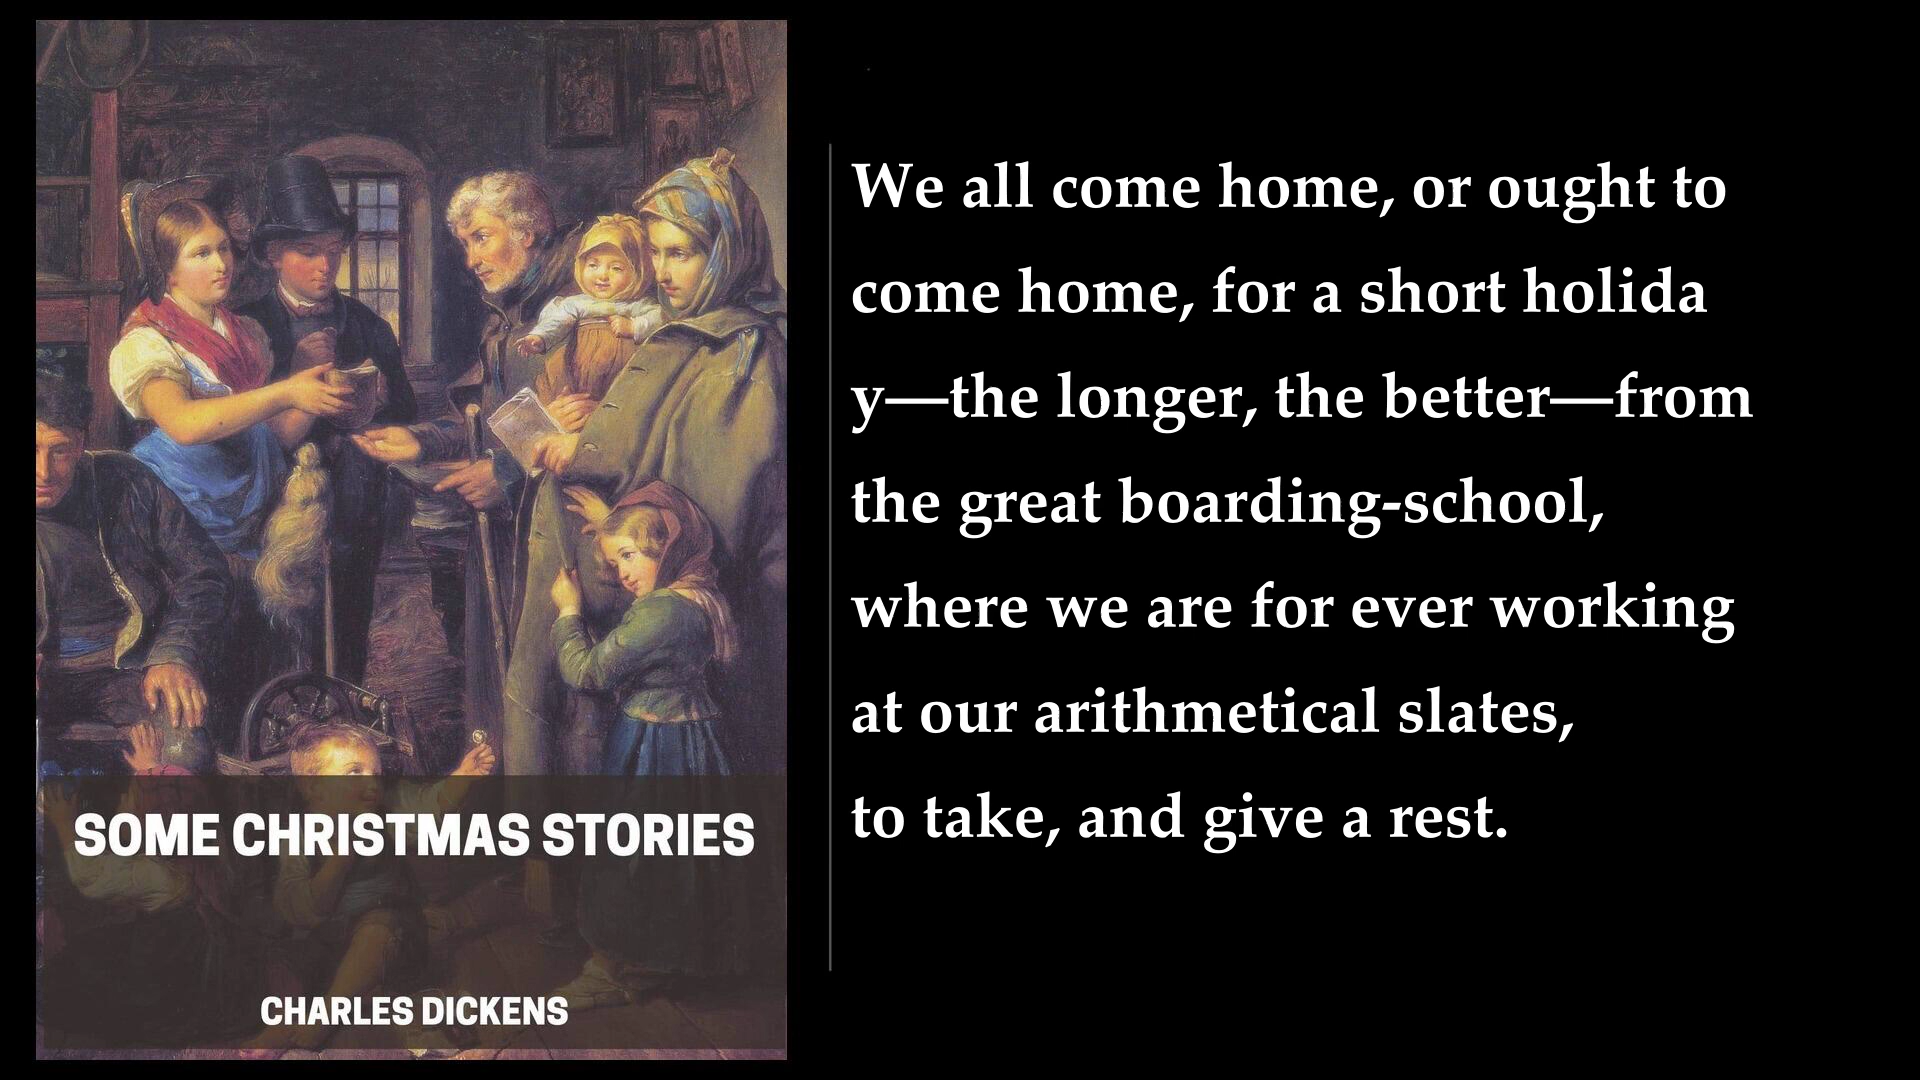 SOME CHRISTMAS STORIES
CHARLES DICKENS
We all come home, or ought to
come home, for a short holida
y—the longer, the better—from
the great boarding-school,
where we are for ever working
at our arithmetical slates,
to take, and give a rest.